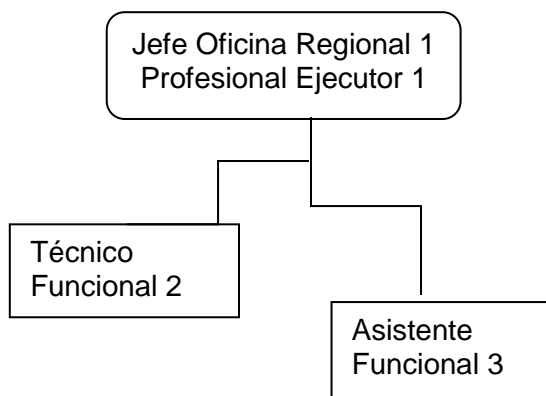 Jefe Oficina Regional 1
Profesional Ejecutor 1
Técnico
Funcional 2
Asistente
Funcional 3